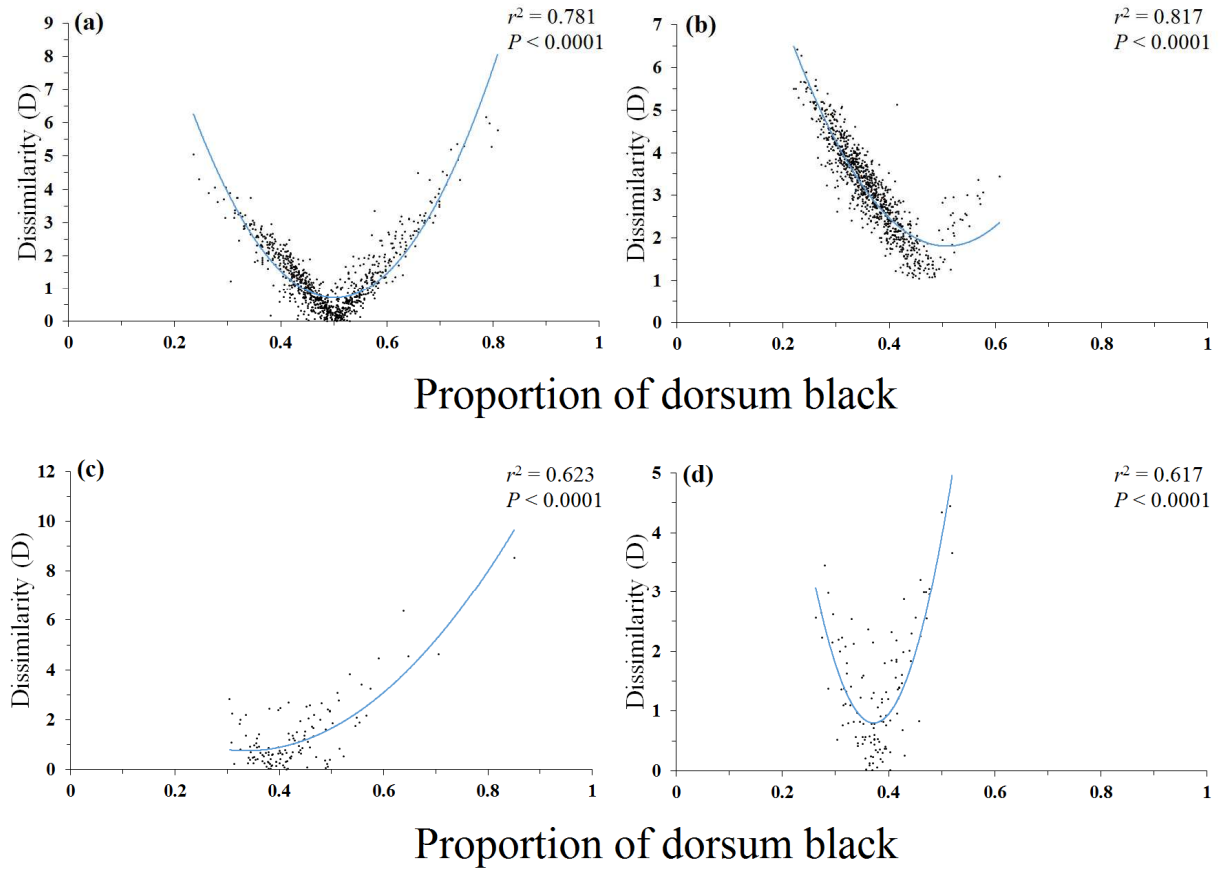 (a)
r² = 0.781
P < 0.0001
Dissimilarity (D)
9
8
7
6
5
4
3
2
1
0
0 0.2 0.4 0.6 0.8 1
(b)
r² = 0.817
P < 0.0001
Dissimilarity (D)
7
6
5
4
3
2
1
0
0 0.2 0.4 0.6 0.8 1
Proportion of dorsum black
(c)
r² = 0.623
P < 0.0001
Dissimilarity (D)
12
10
8
6
4
2
0
0 0.2 0.4 0.6 0.8 1
(d)
r² = 0.617
P < 0.0001
Dissimilarity (D)
5
4
3
2
1
0
0 0.2 0.4 0.6 0.8 1
Proportion of dorsum black